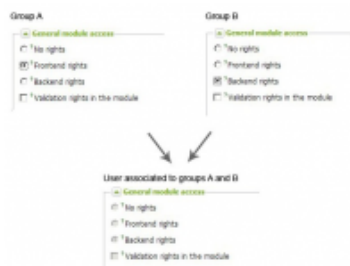 Group A
General module access
No rights
Frontend rights
Backend rights
Validation rights in the module
Group B
General module access
No rights
Frontend rights
Backend rights
Validation rights in the module
User associated to groups A and B
General module access
No rights
Frontend rights
Backend rights
Validation rights in the module